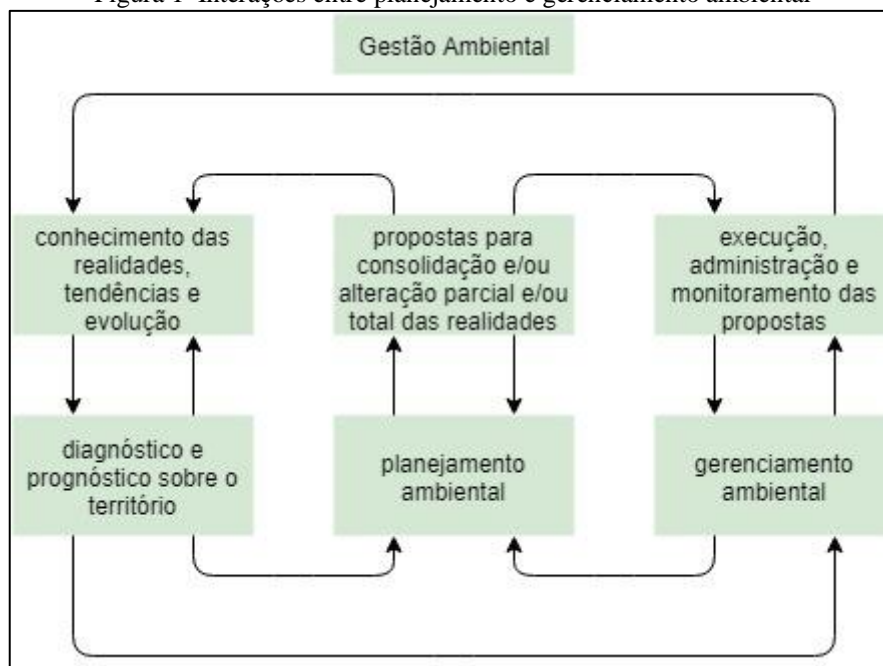 Figura 1- Interações entre planejamento e gerenciamento ambiental
Gestão Ambiental
conhecimento das
realidades,
tendências e
evolução
propostas para
consolidação e/ou
alteração parcial e/ou
total das realidades
execução,
administração e
monitoramento das
propostas
diagnóstico e
prognóstico sobre o
território
planejamento
ambiental
gerenciamento
ambiental